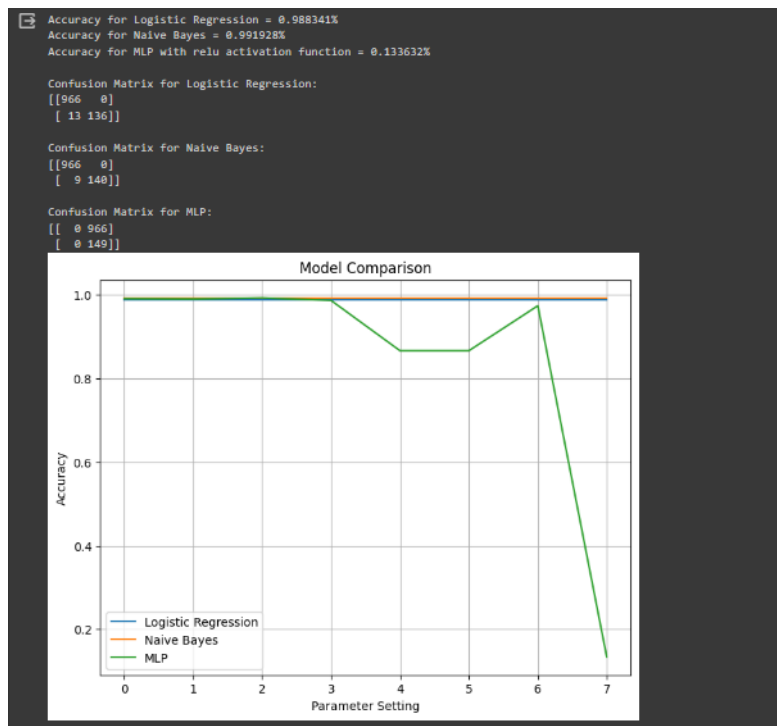 Accuracy for Logistic Regression = 0.988341%
Accuracy for Naive Bayes = 0.991928%
Accuracy for MLP with relu activation function = 0.133632%
Confusion Matrix for Logistic Regression:
[[966   0]
 [ 13 136]]
Confusion Matrix for Naive Bayes:
[[966   0]
 [  9 140]]
Confusion Matrix for MLP:
[[  0 966]
 [  0 149]]
Model Comparison
1.0
0.8
0.6
0.4
0.2
Accuracy
Logistic Regression
Naive Bayes
MLP
0 1 2 3 4 5 6 7
Parameter Setting